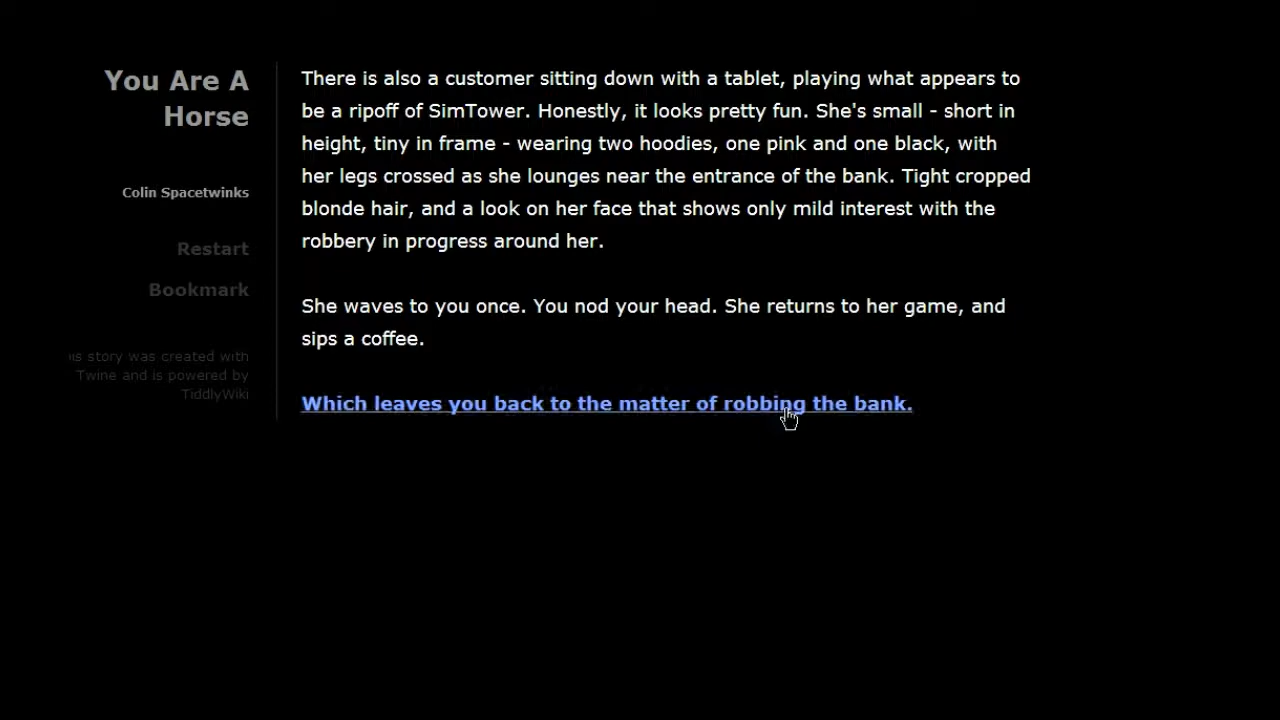 You Are A
Horse
Colin Spacetwinks
Restart
Bookmark
is story was created with
Twine and is powered by
TiddlyWiki
There is also a customer sitting down with a tablet, playing what appears to
be a ripoff of SimTower. Honestly, it looks pretty fun. She's small - short in
height, tiny in frame - wearing two hoodies, one pink and one black, with
her legs crossed as she lounges near the entrance of the bank. Tight cropped
blonde hair, and a look on her face that shows only mild interest with the
robbery in progress around her.
She waves to you once. You nod your head. She returns to her game, and
sips a coffee.
Which leaves you back to the matter of robbing the bank.